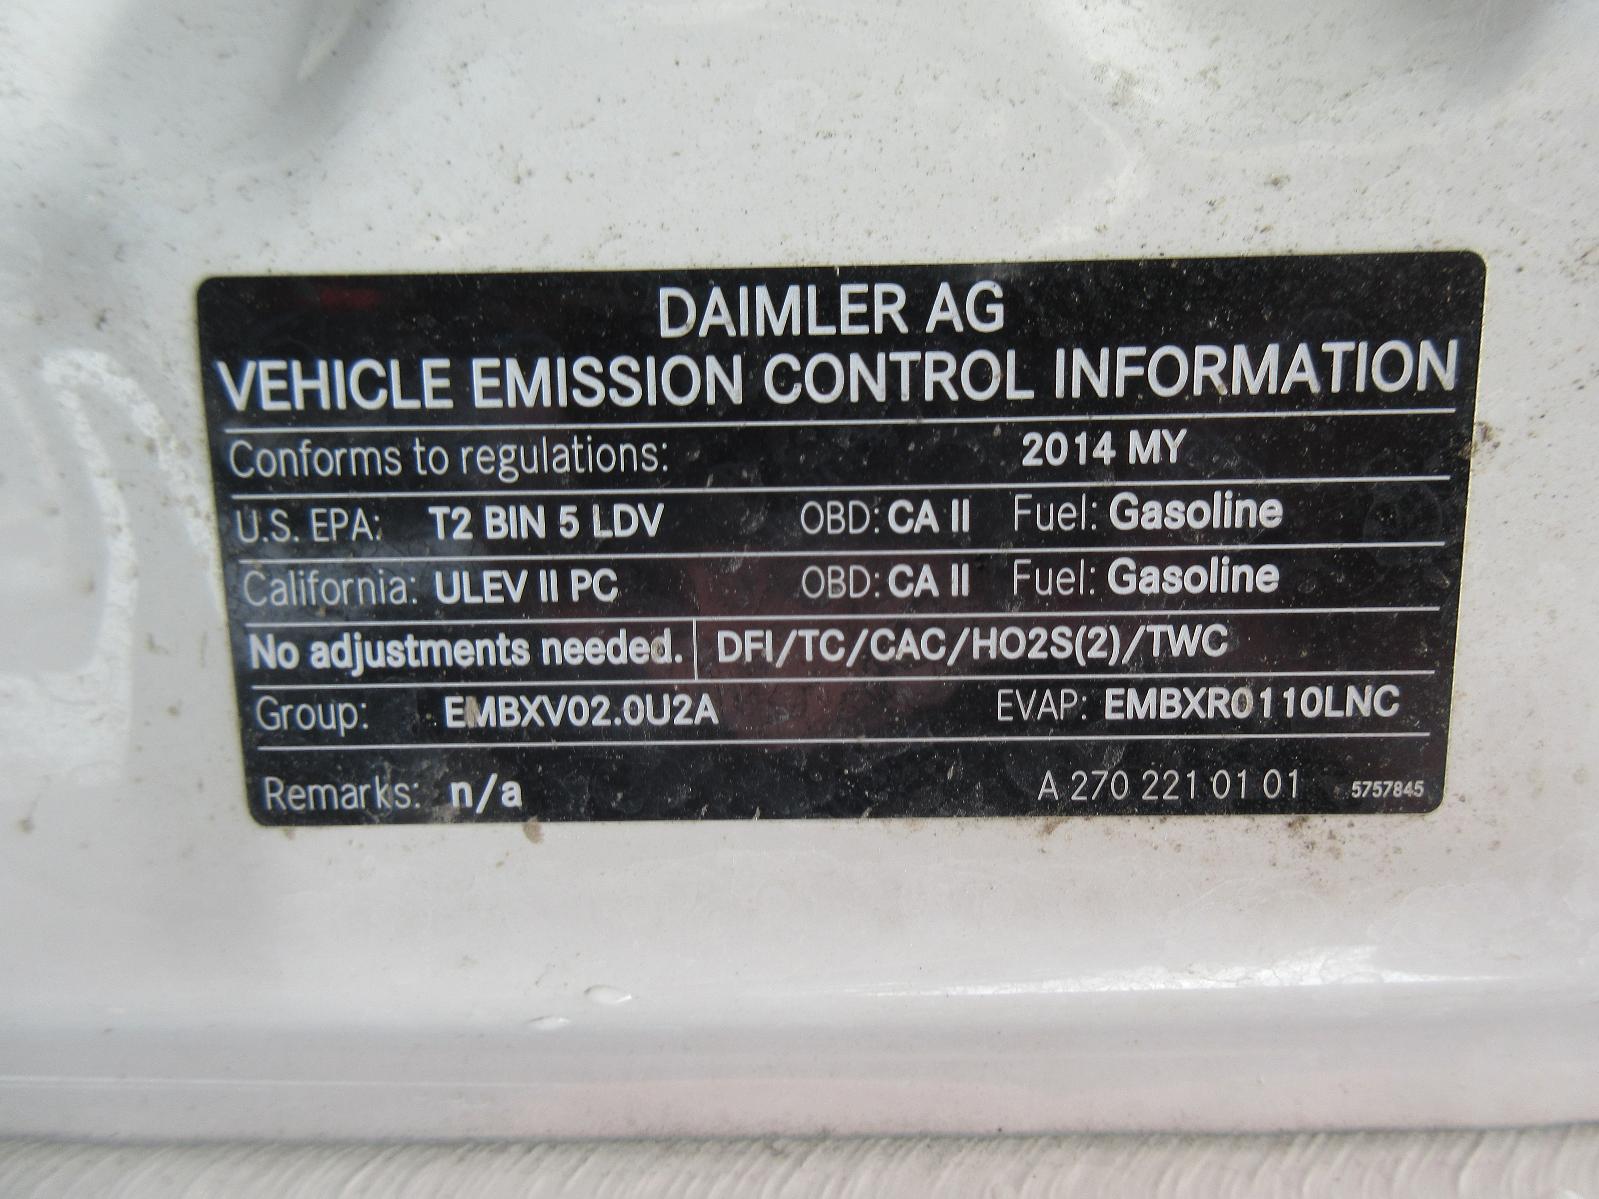 DAIMLER AG
VEHICLE EMISSION CONTROL INFORMATION
Conforms to regulations: 2014 MY
U.S. EPA: T2 BIN 5 LDV OBD: CA II Fuel: Gasoline
California: ULEV II PC OBD: CA II Fuel: Gasoline
No adjustments needed. DFI/TC/CAC/HO2S(2)/TWC
Group: EMBXV02.0U2A EVAP: EMBXR0110LNC
Remarks: n/a A 270 221 01 01 5757845